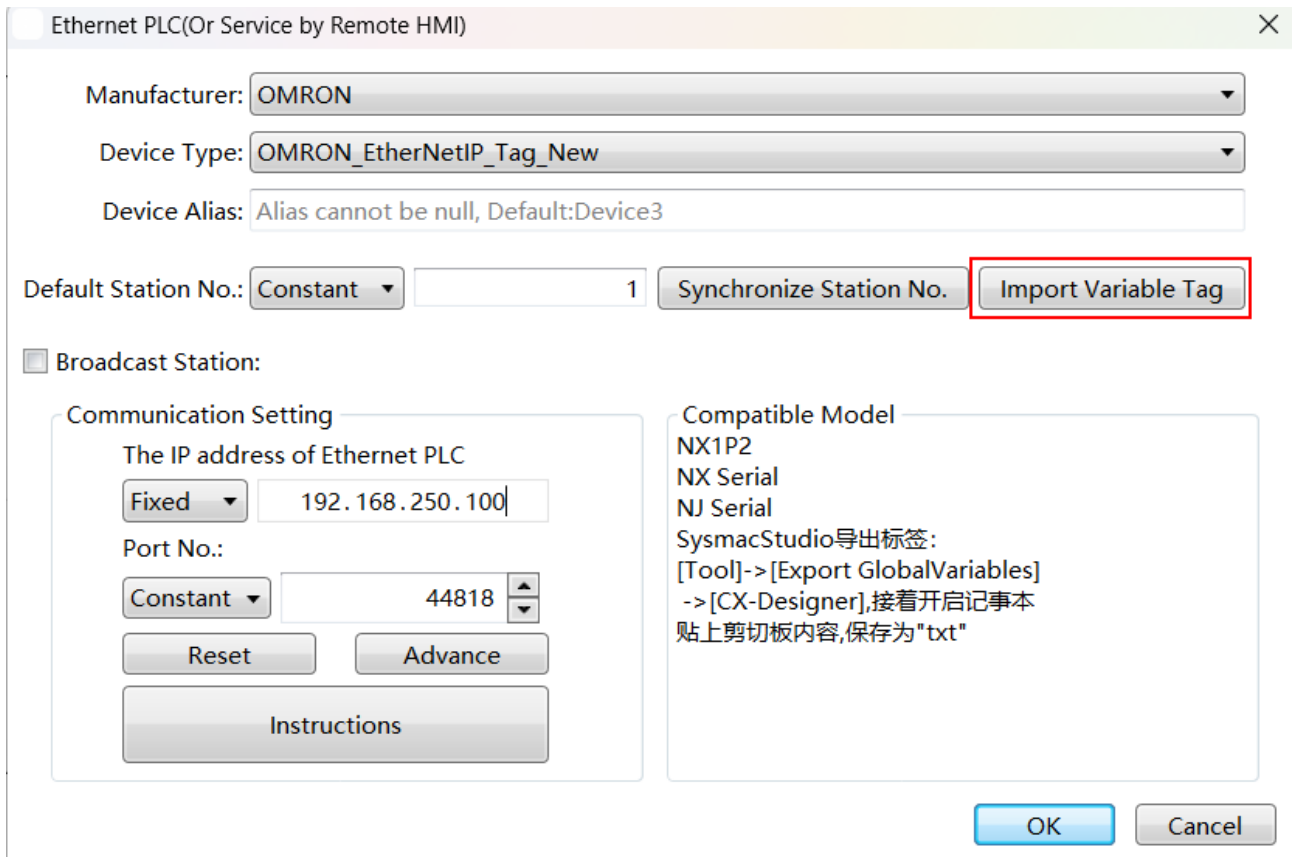 Ethernet PLC(Or Service by Remote HMI)
Manufacturer: OMRON
Device Type: OMRON_EtherNetIP_Tag_New
Device Alias: Alias cannot be null, Default:Device3
Default Station No.: Constant 1 Synchronize Station No. Import Variable Tag
Broadcast Station:
Communication Setting
The IP address of Ethernet PLC
Fixed 192.168.250.100
Port No.:
Constant 44818
Reset Advance
Instructions
Compatible Model
NX1P2
NX Serial
NJ Serial
SysmacStudio导出标签:
[Tool]->[Export GlobalVariables]
->[CX-Designer],接着开启记事本
贴上剪切板内容,保存为"txt"
OK Cancel